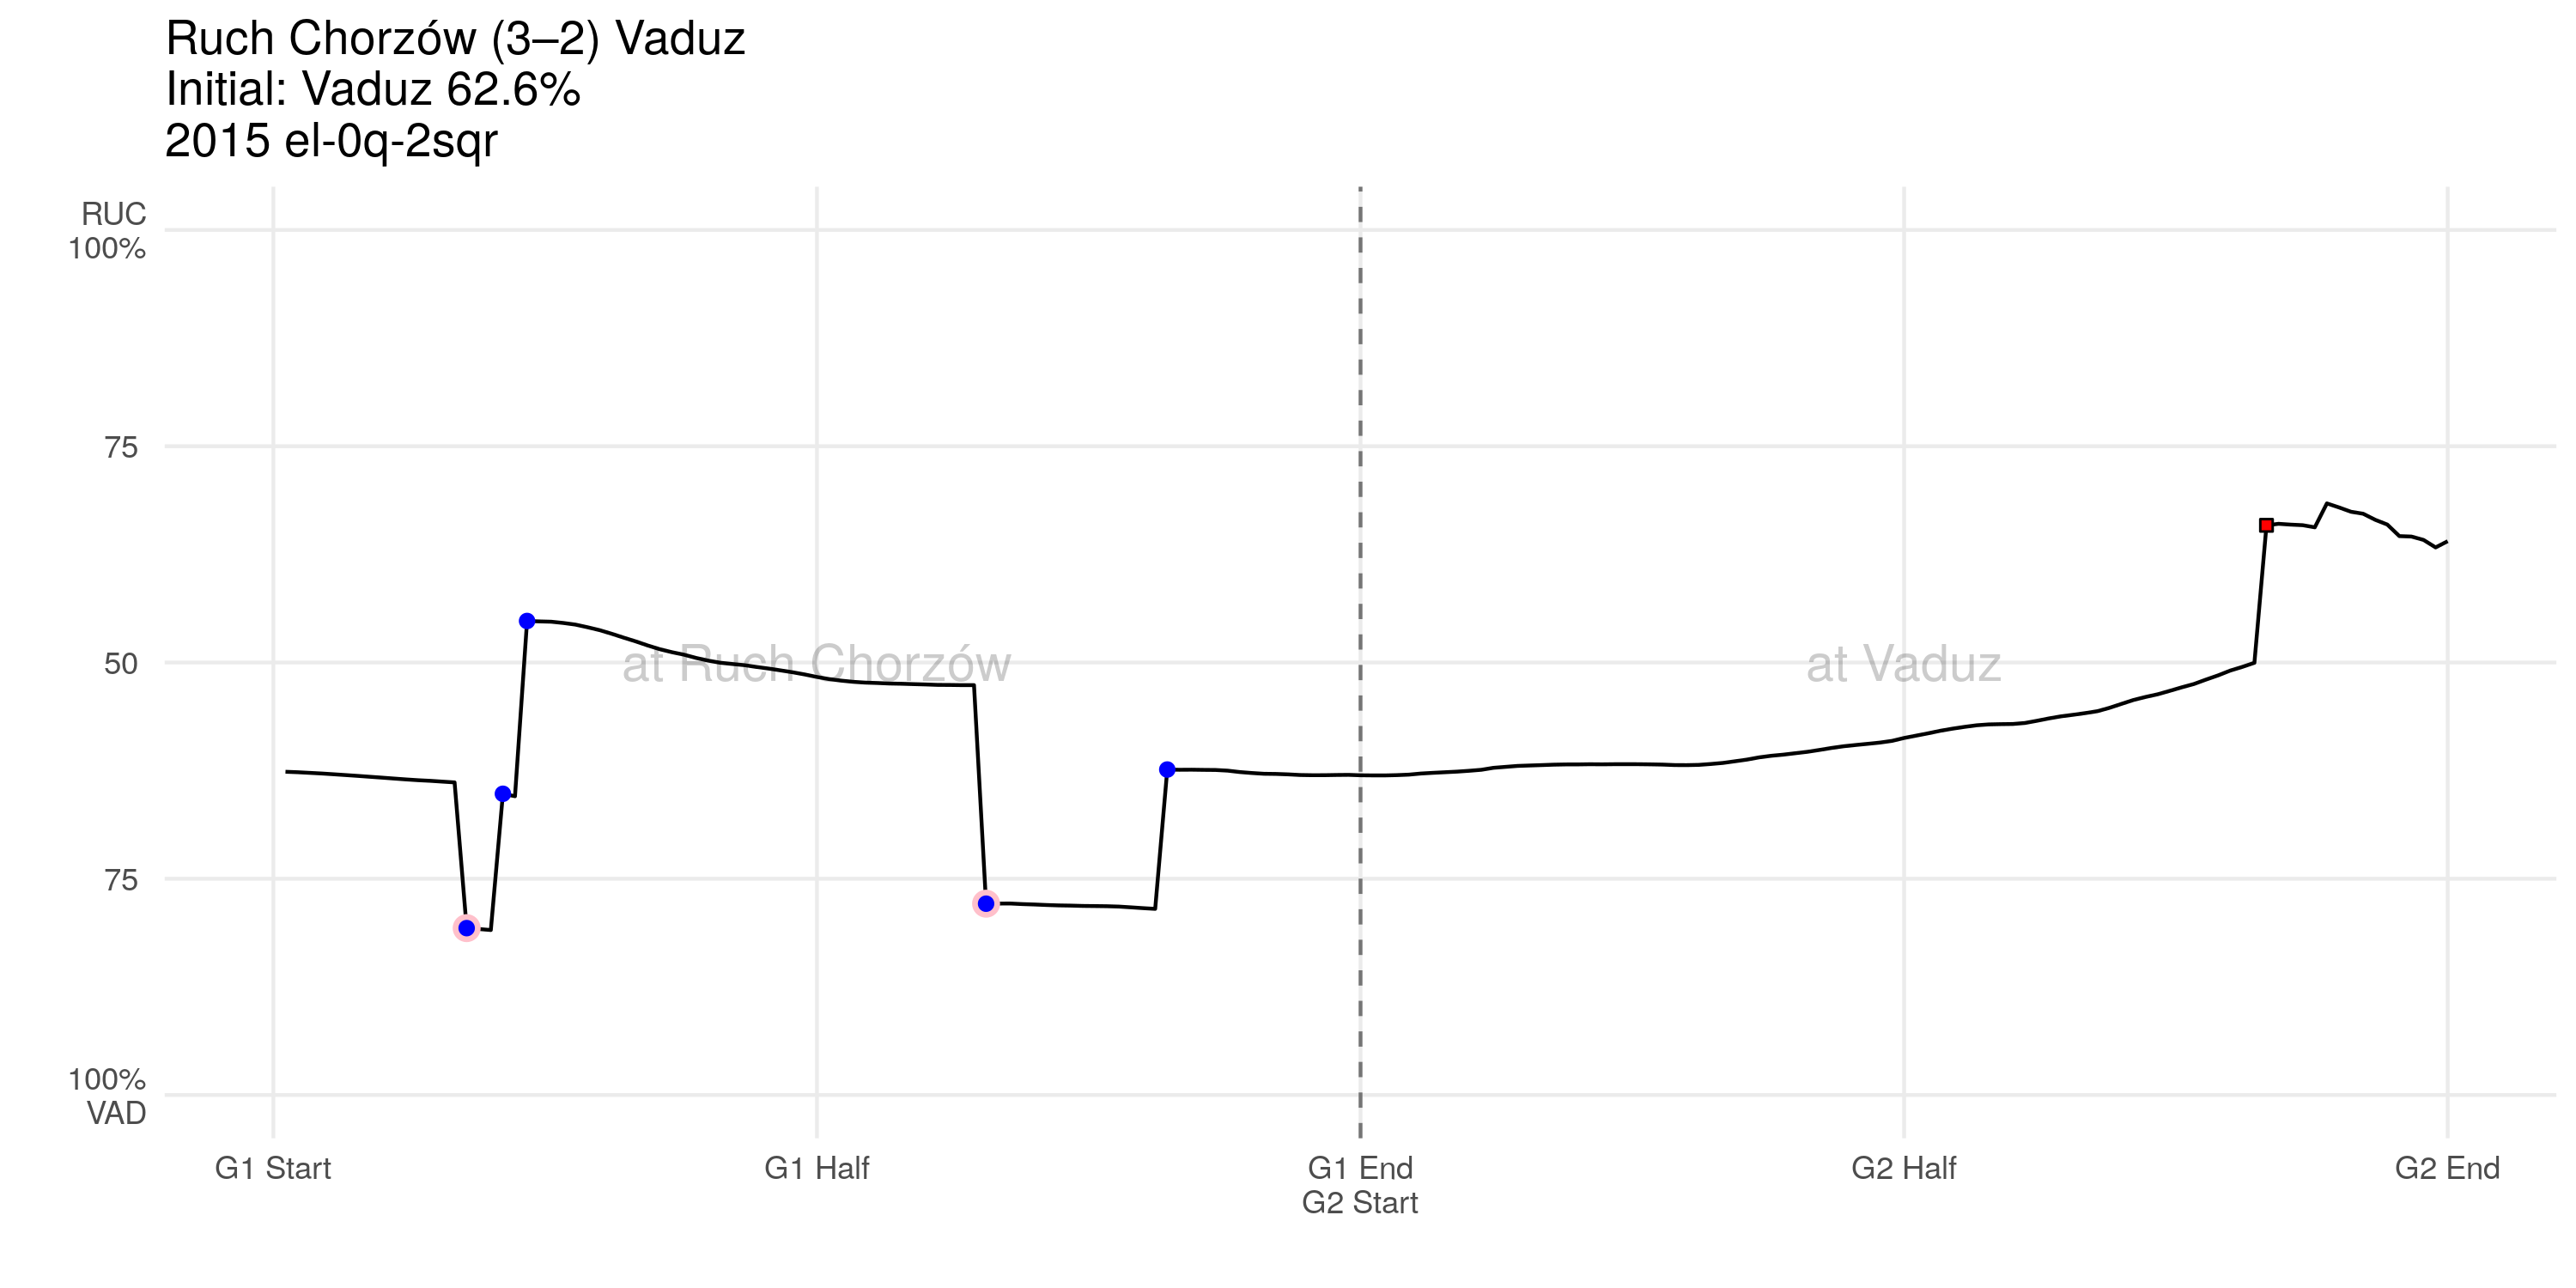 Ruch Chorzów (3–2) Vaduz
Initial: Vaduz 62.6%
2015 el-0q-2sqr
RUC
100%
75
50
75
100%
VAD
at Ruch Chorzów
at Vaduz
G1 Start
G1 Half
G1 End
G2 Start
G2 Half
G2 End